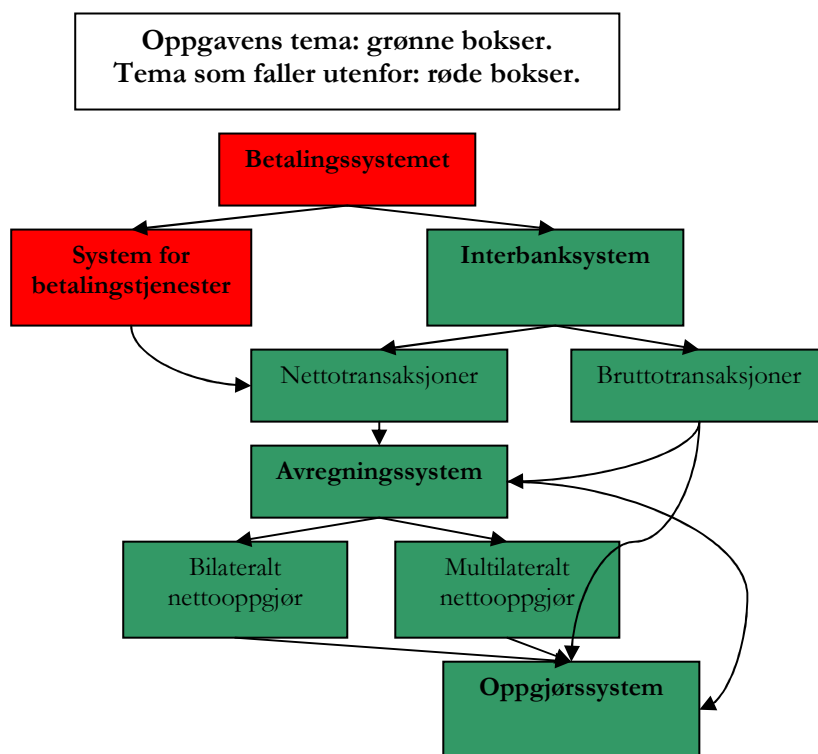 Oppgavens tema: grønne bokser.
Tema som faller utenfor: røde bokser.
Betalingssystemet
System for
betalingstjenester
Interbanksystem
Nettotransaksjoner
Bruttotransaksjoner
Avregningssystem
Bilateralt
nettooppgjør
Multilateralt
nettooppgjør
Oppgjørssystem